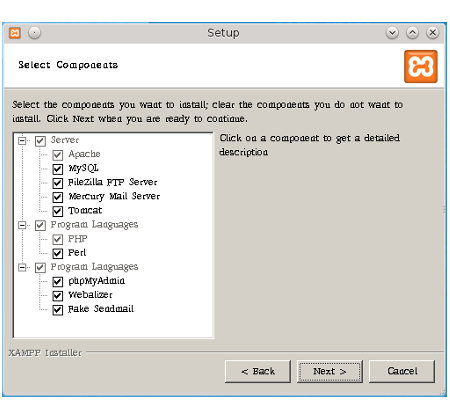 Setup
Select Components
Select the components you want to install; clear the components you do not want to
install. Click Next when you are ready to continue.
Server
Apache
MySQL
FileZilla FTP Server
Mercury Mail Server
Tomcat
Program Languages
PHP
Perl
Program Languages
phpMyAdmin
Webalizer
Fake Sendmail
Click on a component to get a detailed
description
XAMPP Installer
< Back
Next >
Cancel